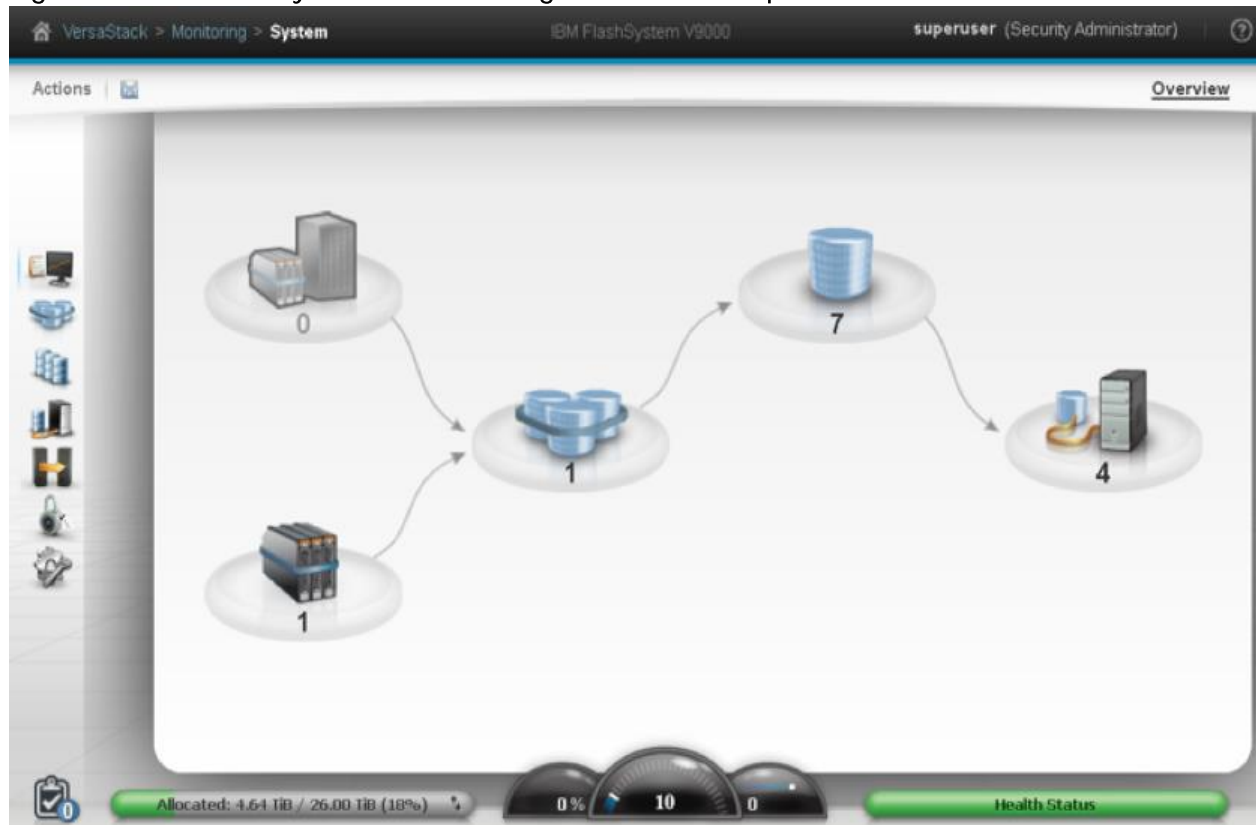 VersaStack > Monitoring > System
IBM FlashSystem V9000
superuser (Security Administrator)
?
Actions
Overview
0
7
1
4
1
0
Allocated: 4.64 TiB / 26.00 TiB (18%)
0%
10
0
Health Status